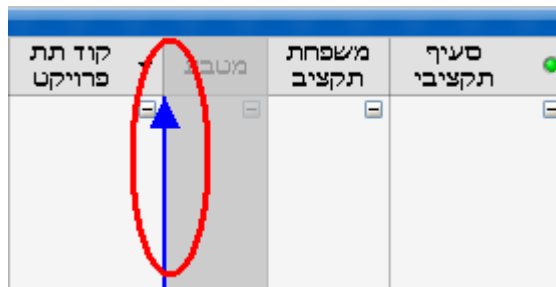 סעיף
תקציבי
משפחת
תקציב
מטבע
קוד תת
פרויקט